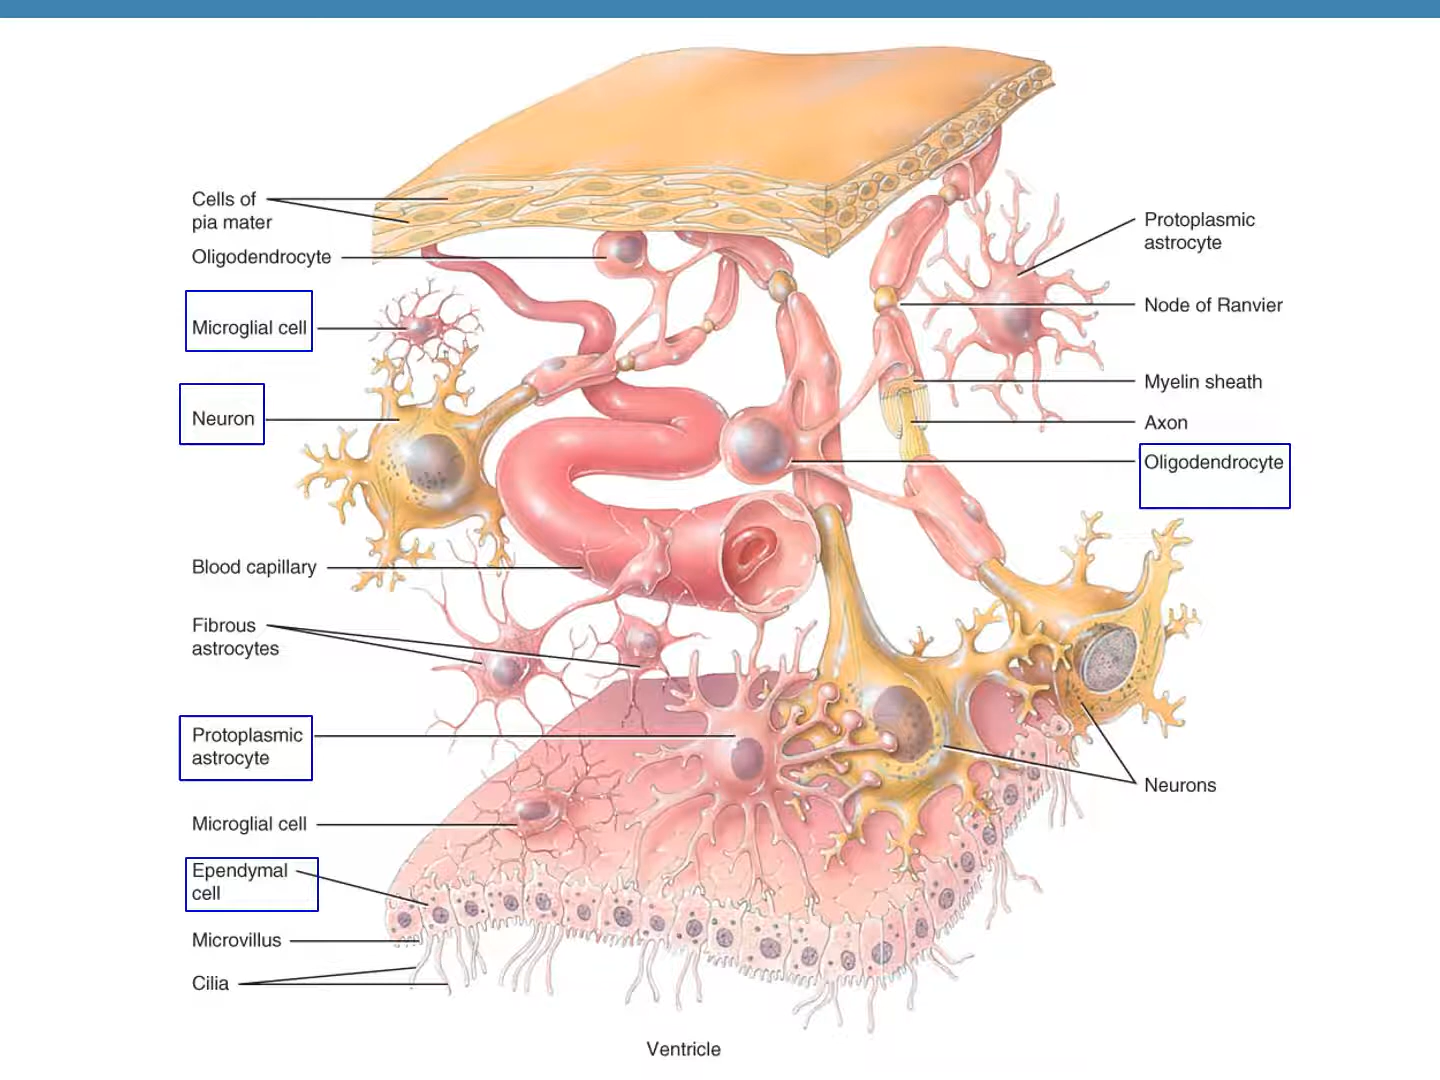 Cells of
pia mater
Oligodendrocyte
Microglial cell
Neuron
Blood capillary
Fibrous
astrocytes
Protoplasmic
astrocyte
Microglial cell
Ependymal
cell
Microvillus
Cilia
Protoplasmic
astrocyte
Node of Ranvier
Myelin sheath
Axon
Oligodendrocyte
Neurons
Ventricle